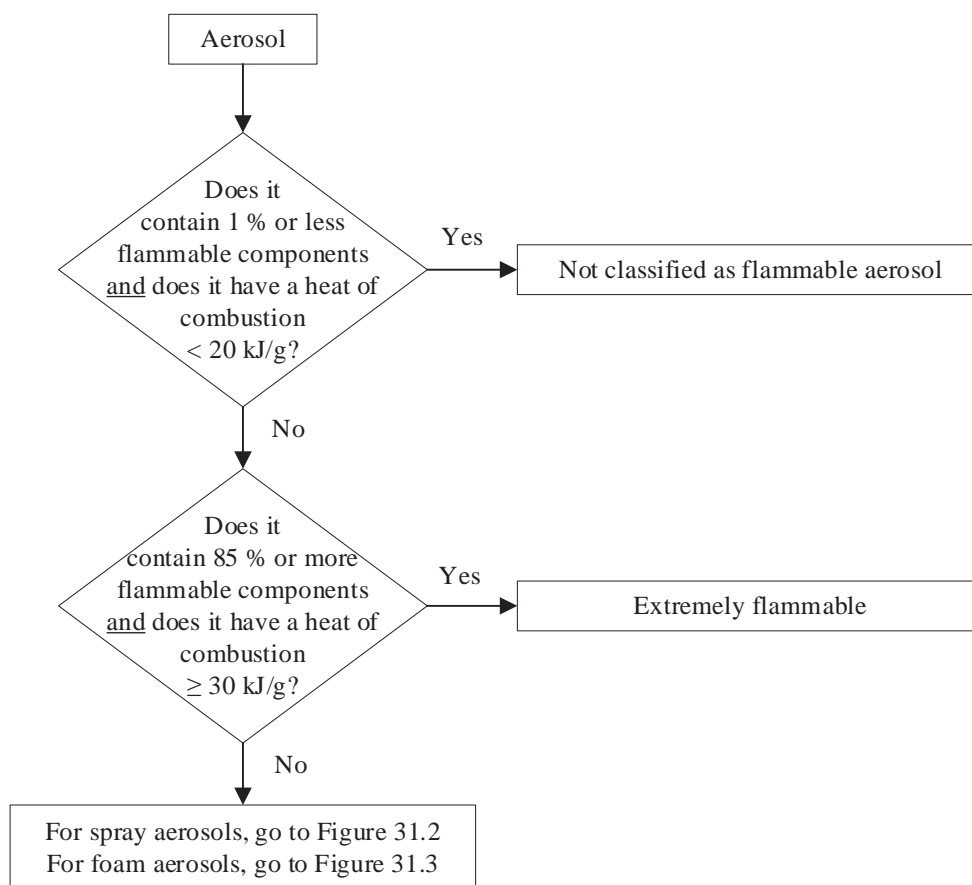 Aerosol
Does it
contain 1 % or less
flammable components
and does it have a heat of
combustion
< 20 kJ/g?
Yes
Not classified as flammable aerosol
No
Does it
contain 85 % or more
flammable components
and does it have a heat of
combustion
≥ 30 kJ/g?
Yes
Extremely flammable
No
For spray aerosols, go to Figure 31.2
For foam aerosols, go to Figure 31.3